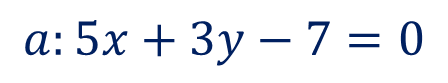 a: 5x + 3y − 7 = 0